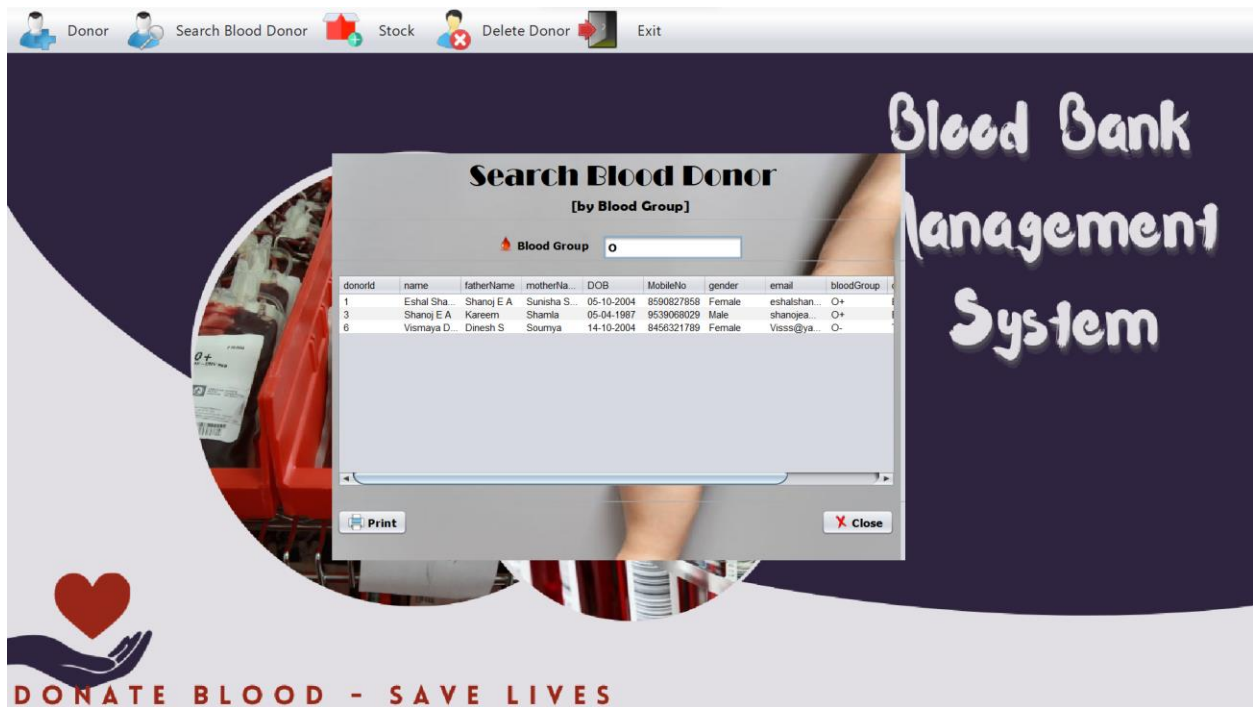 Donor Search Blood Donor Stock Delete Donor Exit
Blood Bank
Management
System
Search Blood Donor
[by Blood Group]
Blood Group O
donorId name fatherName motherNa... DOB MobileNo gender email bloodGroup
1 Eshal Sha... Shanoj E A Sunisha S... 05-10-2004 8590827858 Female eshalshan... O+
3 Shanoj E A Kareem Shamla 05-04-1987 9539068029 Male shanojea... O+
6 Vismaya D... Dinesh S Soumya 14-10-2004 8456321789 Female Visss@ya... O-
Print Close
O+
DONATE BLOOD - SAVE LIVES